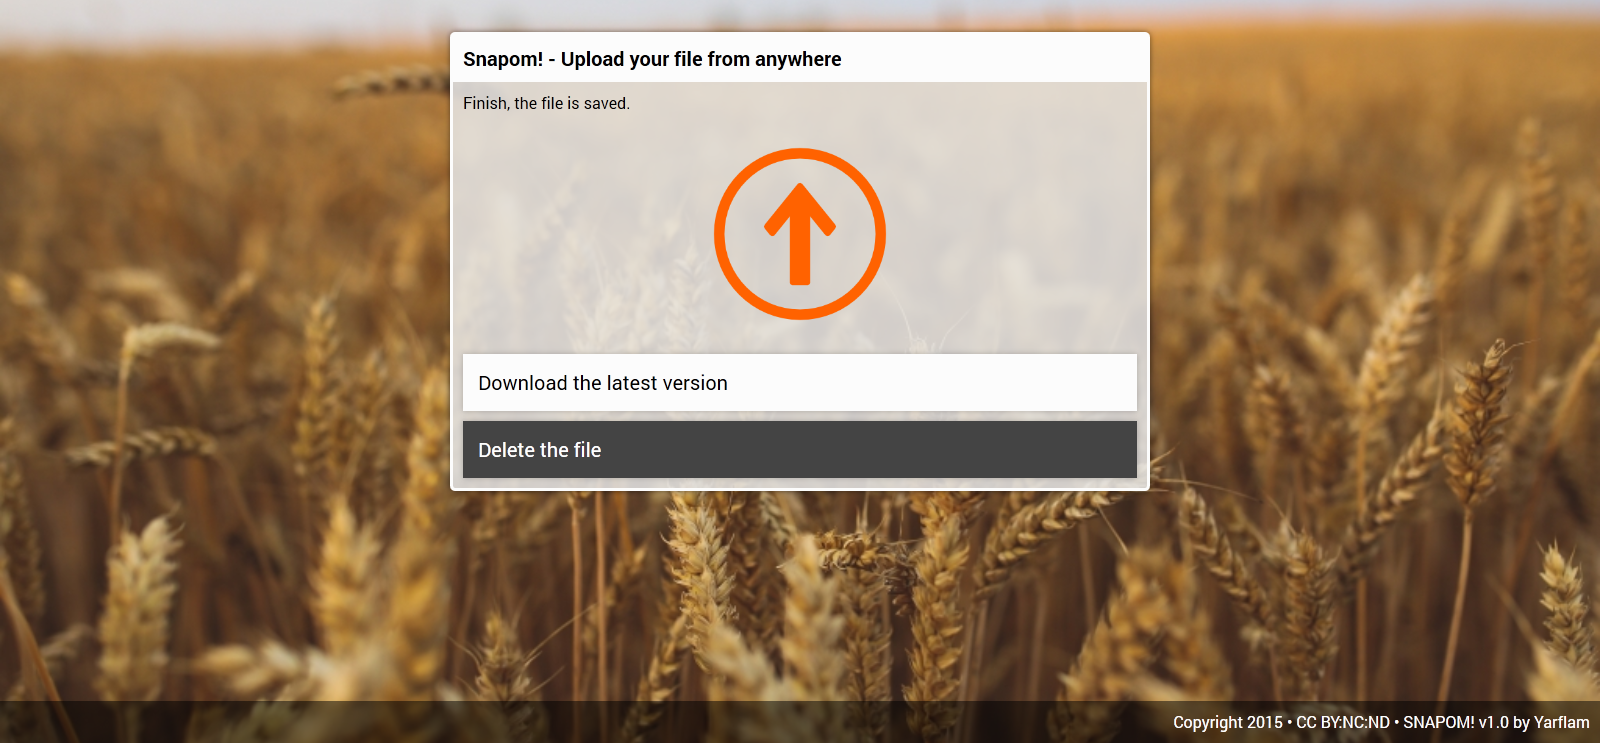 Snapom! - Upload your file from anywhere
Finish, the file is saved.
Download the latest version
Delete the file
Copyright 2015 • CC BY:NC:ND • SNAPOM! v1.0 by Yarflam